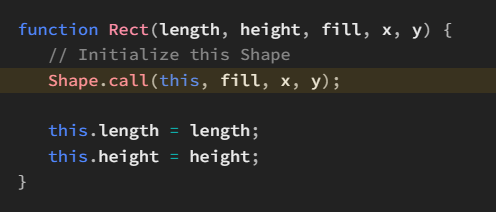 function Rect(length, height, fill, x, y) {
// Initialize this Shape
Shape.call(this, fill, x, y);
this.length = length;
this.height = height;
}